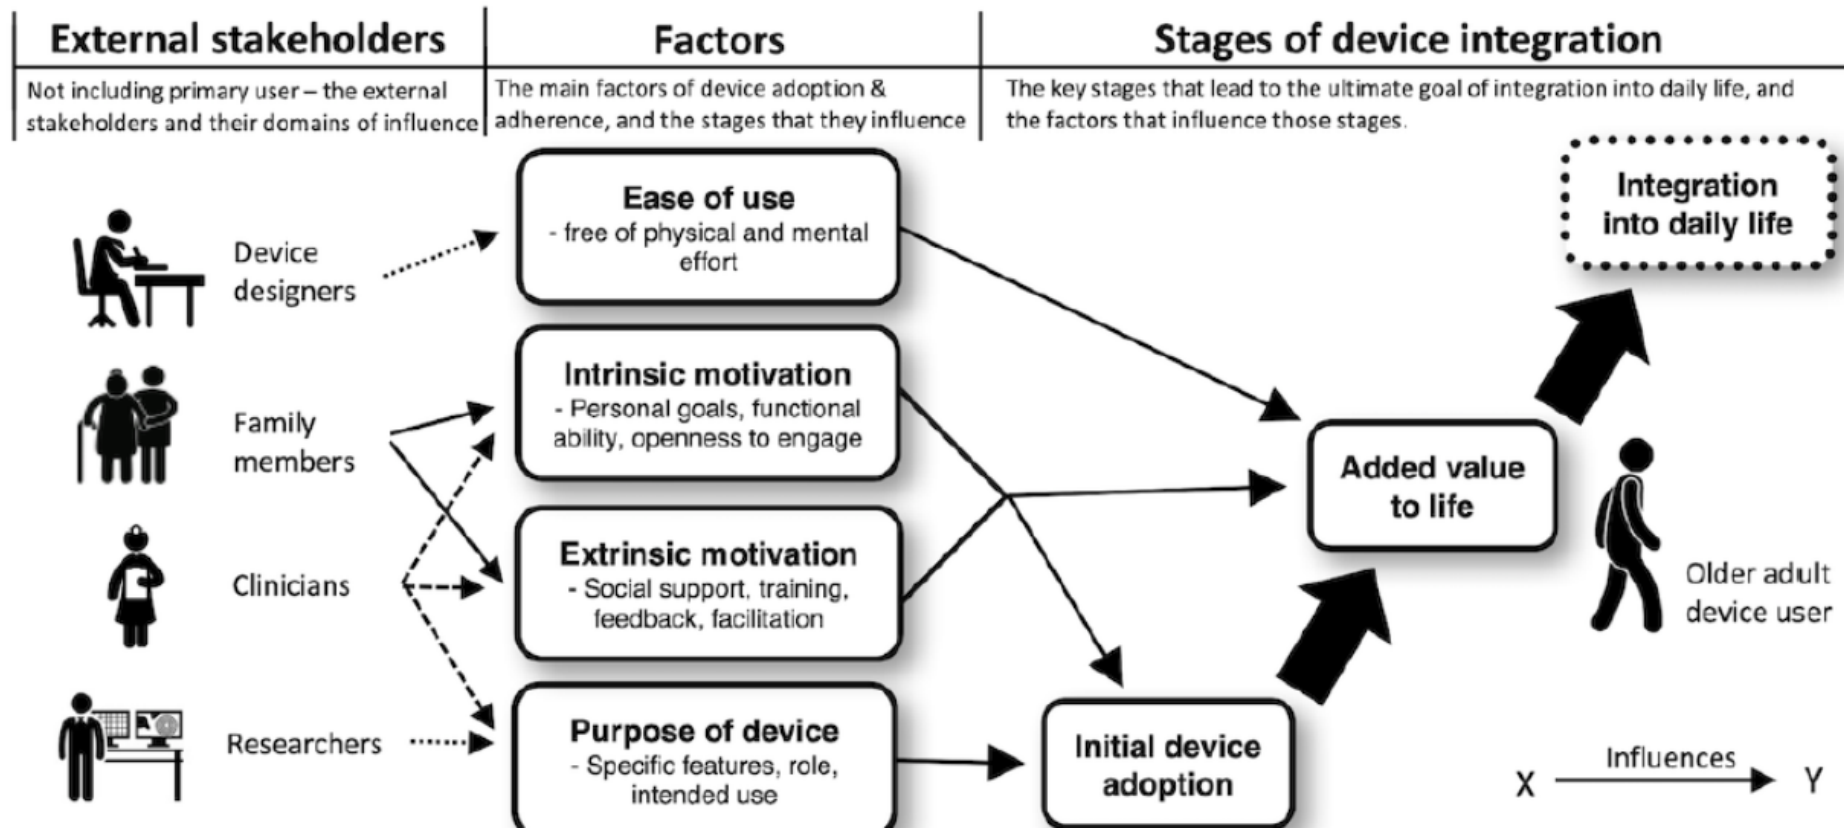 External stakeholders
Not including primary user – the external
stakeholders and their domains of influence
Factors
The main factors of device adoption &
adherence, and the stages that they influence
Stages of device integration
The key stages that lead to the ultimate goal of integration into daily life, and
the factors that influence those stages.
Device
designers
Family
members
Clinicians
Researchers
Ease of use
- free of physical and mental
effort
Intrinsic motivation
- Personal goals, functional
ability, openness to engage
Extrinsic motivation
- Social support, training,
feedback, facilitation
Purpose of device
- Specific features, role,
intended use
Initial device
adoption
Added value
to life
Integration
into daily life
Older adult
device user
X Influences Y